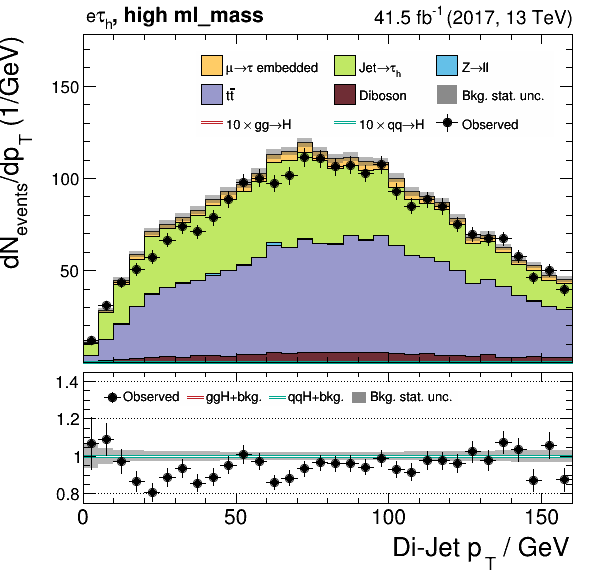 eτh, high ml_mass 41.5 fb-1 (2017, 13 TeV)
dNevents/dpT (1/GeV)
μ→τ embedded Jet→τh Z→ll
tt̄ Diboson Bkg. stat. unc.
10 × gg→H 10 × qq→H Observed
150
100
50
Observed ggH+bkg. qqH+bkg. Bkg. stat. unc.
1.4
1.2
1
0.8
0 50 100 150
Di-Jet pT / GeV